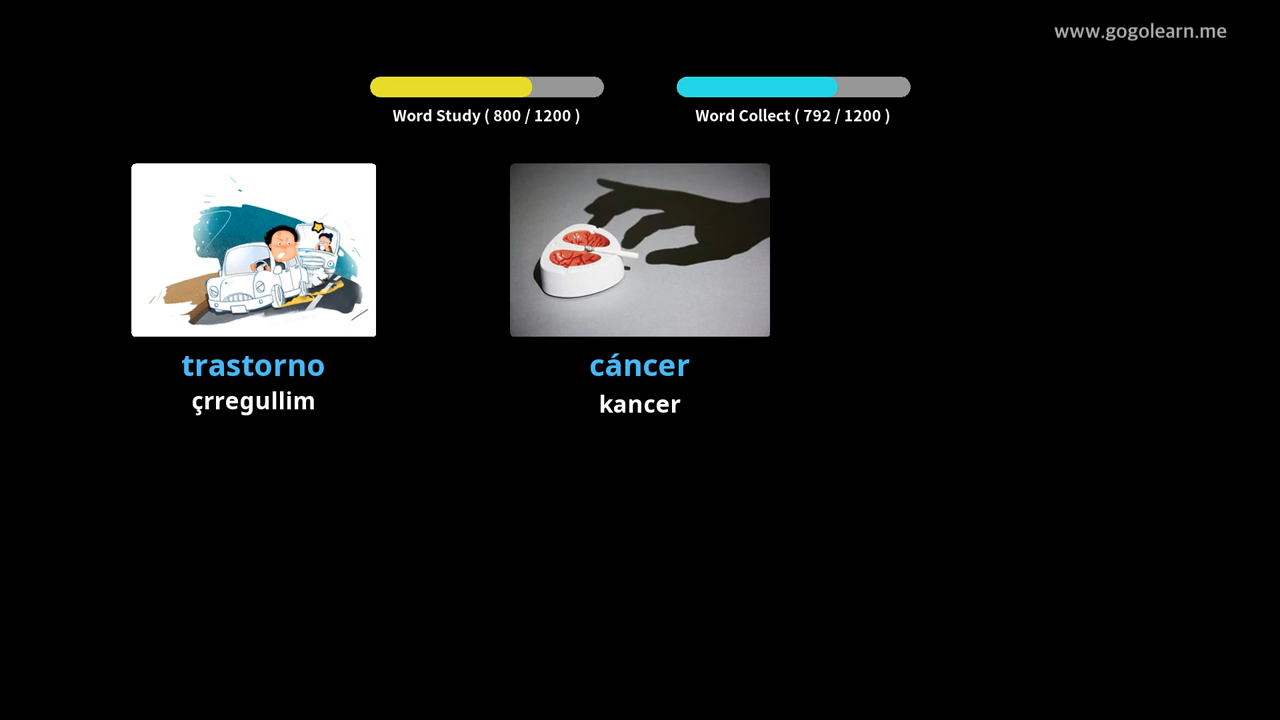 www.gogolearn.me
Word Study ( 800 / 1200 )
Word Collect ( 792 / 1200 )
trastorno
çrregullim
cáncer
kancer